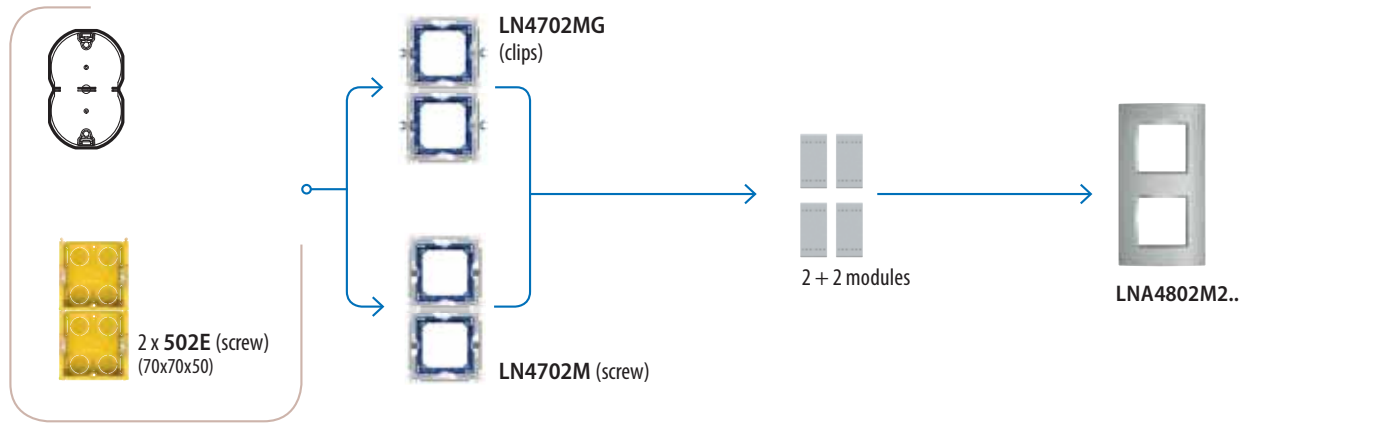 LN4702MG
(clips)
2 x 502E (screw)
(70x70x50)
LN4702M (screw)
2 + 2 modules
LNA4802M2..